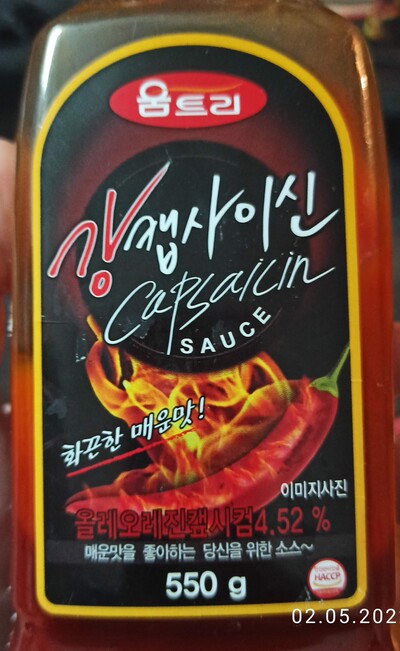 움트리
강캡사이신
Capsaicin
SAUCE
화끈한 매운맛!
이미지사진
올레오레진캪시컴4.52 %
매운맛을 좋아하는 당신을 위한 소스~
550 g
HACCP
02.05.202